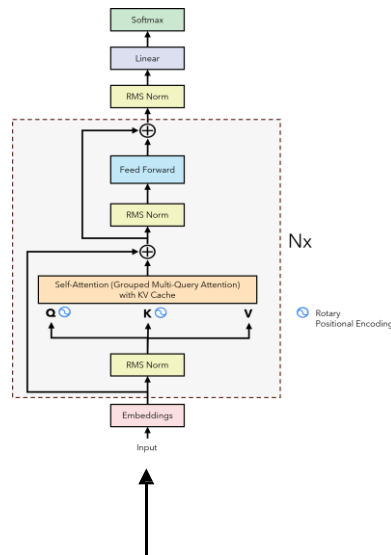 Softmax
Linear
RMS Norm
Feed Forward
RMS Norm
Nx
Self-Attention (Grouped Multi-Query Attention)
with KV Cache
Q K V
Rotary
Positional Encoding
RMS Norm
Embeddings
Input